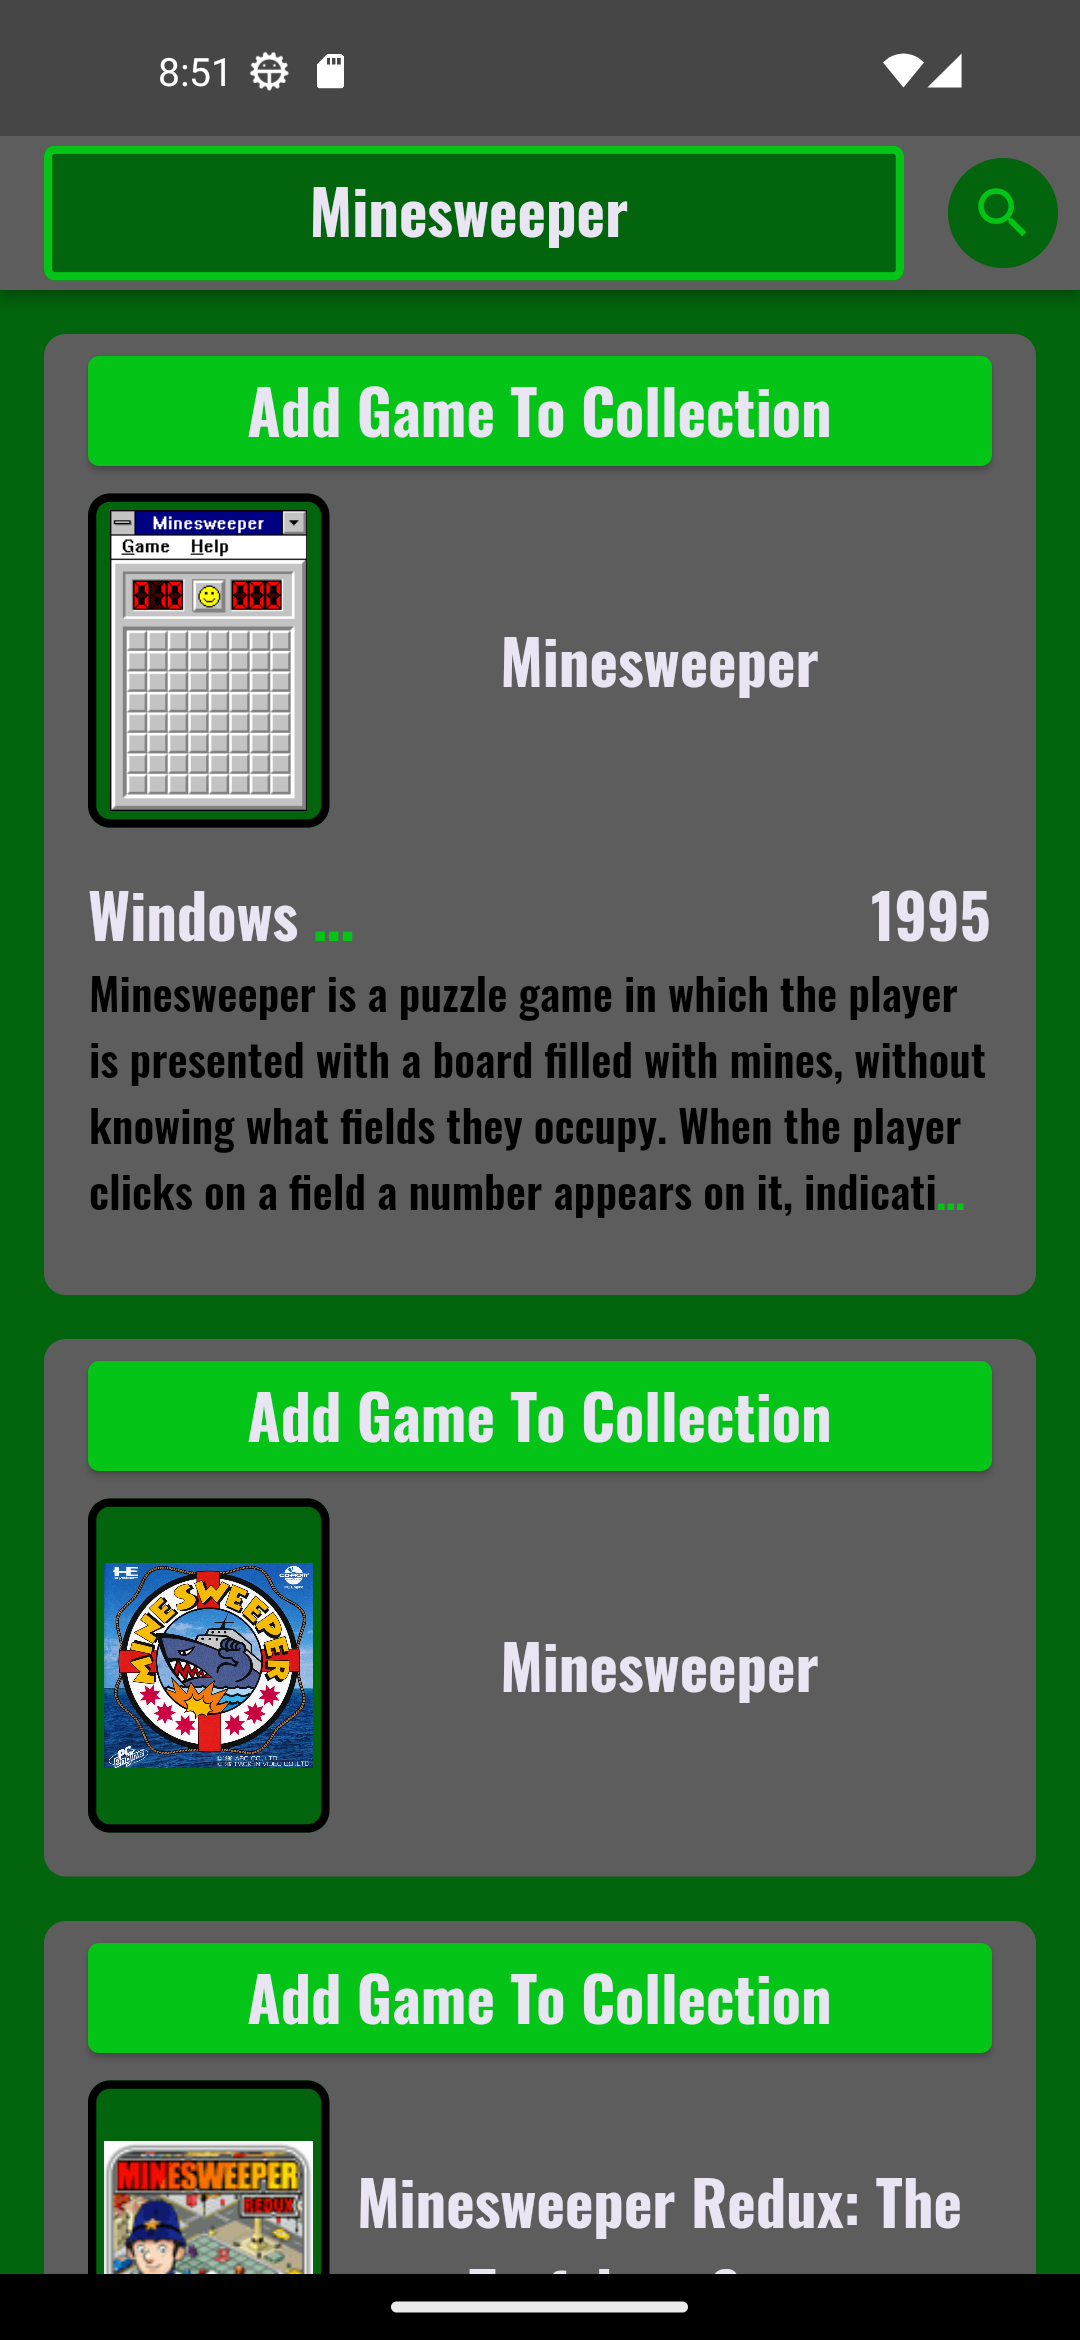 8:51
Minesweeper
Add Game To Collection
Minesweeper
Game Help
Minesweeper
Windows ...
1995
Minesweeper is a puzzle game in which the player
is presented with a board filled with mines, without
knowing what fields they occupy. When the player
clicks on a field a number appears on it, indicati...
Add Game To Collection
HE
MINESWEEPER
PC
Engine
Minesweeper
Add Game To Collection
MINESWEEPER
REDUX
Minesweeper Redux: The